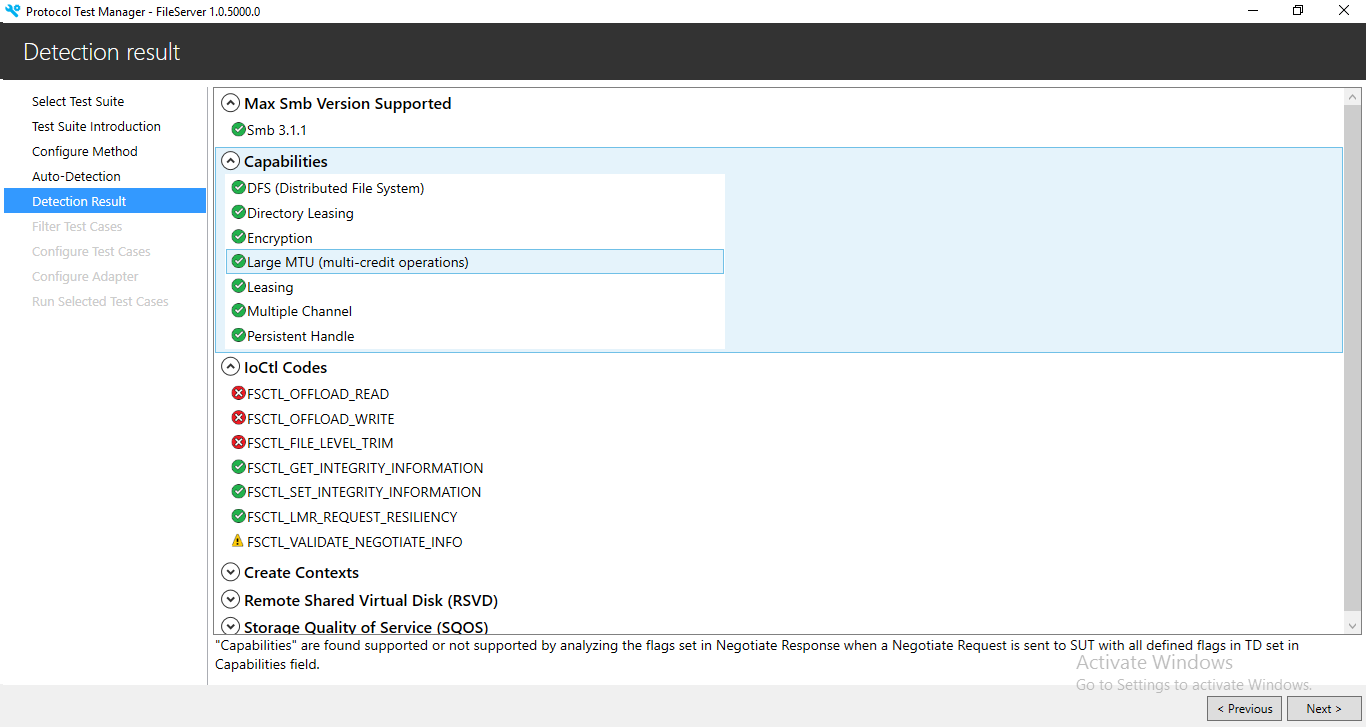 Protocol Test Manager - FileServer 1.0.5000.0
Detection result
Select Test Suite
Test Suite Introduction
Configure Method
Auto-Detection
Detection Result
Filter Test Cases
Configure Test Cases
Configure Adapter
Run Selected Test Cases
Max Smb Version Supported
Smb 3.1.1
Capabilities
DFS (Distributed File System)
Directory Leasing
Encryption
Large MTU (multi-credit operations)
Leasing
Multiple Channel
Persistent Handle
IoCtl Codes
FSCTL_OFFLOAD_READ
FSCTL_OFFLOAD_WRITE
FSCTL_FILE_LEVEL_TRIM
FSCTL_GET_INTEGRITY_INFORMATION
FSCTL_SET_INTEGRITY_INFORMATION
FSCTL_LMR_REQUEST_RESILIENCY
FSCTL_VALIDATE_NEGOTIATE_INFO
Create Contexts
Remote Shared Virtual Disk (RSVD)
Storage Quality of Service (SQOS)
"Capabilities" are found supported or not supported by analyzing the flags set in Negotiate Response when a Negotiate Request is sent to SUT with all defined flags in TD set in
Capabilities field.
Activate Windows
Go to Settings to activate Windows.
< Previous
Next >